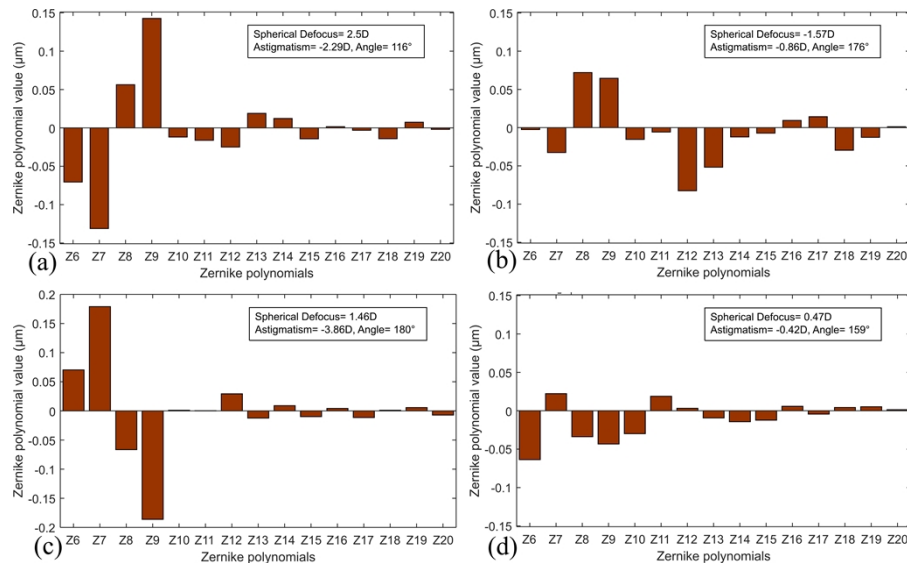 0.15
0.1
0.05
0
-0.05
-0.1
-0.15
Zernike polynomial value (µm)
Spherical Defocus = 2.5D
Astigmatism= -2.29D, Angle= 116°
Z6 Z7 Z8 Z9 Z10 Z11 Z12 Z13 Z14 Z15 Z16 Z17 Z18 Z19 Z20
(a)
Zernike polynomials
0.15
0.1
0.05
0
-0.05
-0.1
-0.15
Zernike polynomial value (µm)
Spherical Defocus= -1.57D
Astigmatism= -0.86D, Angle= 176°
Z6 Z7 Z8 Z9 Z10 Z11 Z12 Z13 Z14 Z15 Z16 Z17 Z18 Z19 Z20
(b)
Zernike polynomials
0.2
0.15
0.1
0.05
0
-0.05
-0.1
-0.15
-0.2
Zernike polynomial value (µm)
Spherical Defocus= 1.46D
Astigmatism= -3.86D, Angle= 180°
Z6 Z7 Z8 Z9 Z10 Z11 Z12 Z13 Z14 Z15 Z16 Z17 Z18 Z19 Z20
(c)
Zernike polynomials
0.15
0.1
0.05
0
-0.05
-0.1
-0.15
Zernike polynomial value (µm)
Spherical Defocus= 0.47D
Astigmatism= -0.42D, Angle= 159°
Z6 Z7 Z8 Z9 Z10 Z11 Z12 Z13 Z14 Z15 Z16 Z17 Z18 Z19 Z20
(d)
Zernike polynomials